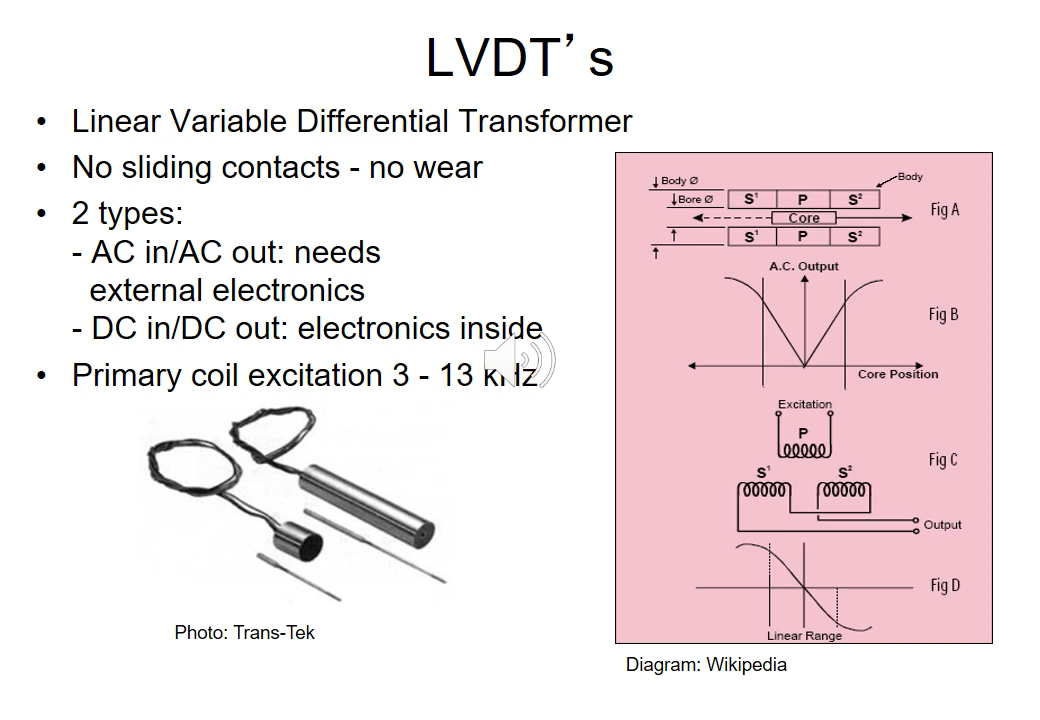 LVDT’s
• Linear Variable Differential Transformer
• No sliding contacts - no wear
• 2 types:
- AC in/AC out: needs
external electronics
- DC in/DC out: electronics inside
• Primary coil excitation 3 - 13 kHz
Photo: Trans-Tek
Body Ø
Body
Bore Ø
S¹ P S²
Core
Fig A
S¹ P S²
A.C. Output
Fig B
Core Position
Excitation
P
Fig C
S¹ S²
Output
Fig D
Linear Range
Diagram: Wikipedia